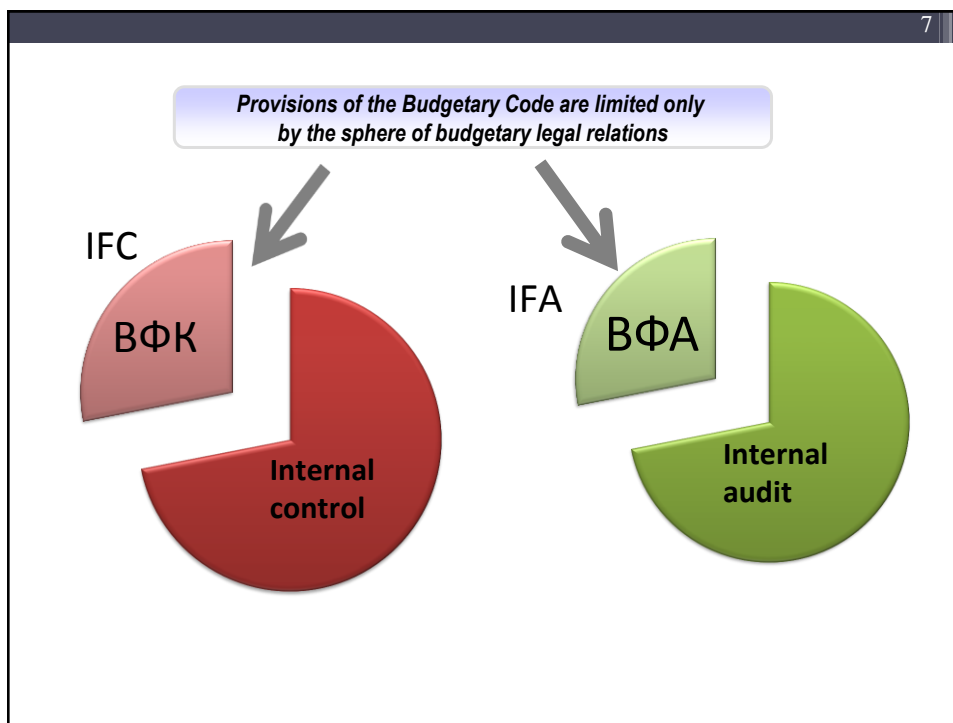 7
Provisions of the Budgetary Code are limited only
by the sphere of budgetary legal relations
IFC
ВФК
Internal
control
IFA
ВФА
Internal
audit